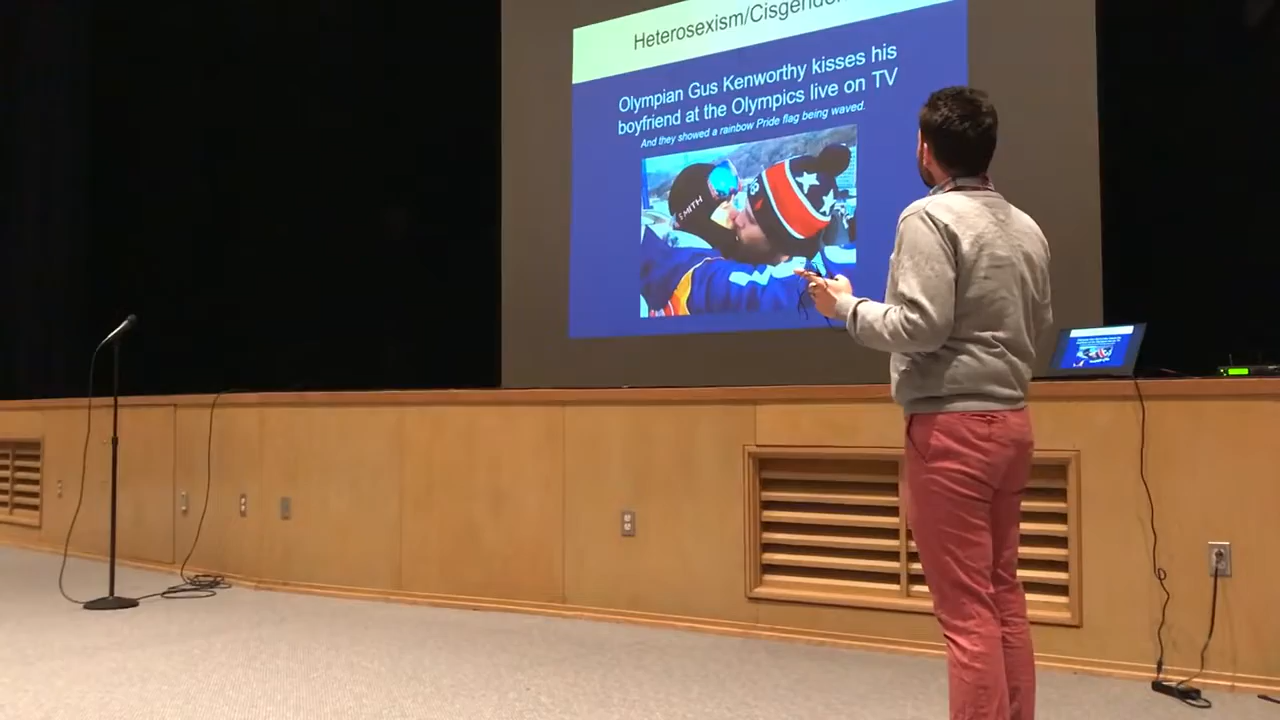 Heterosexism/Cisgender
Olympian Gus Kenworthy kisses his
boyfriend at the Olympics live on TV
And they showed a rainbow Pride flag being waved.
SMITH